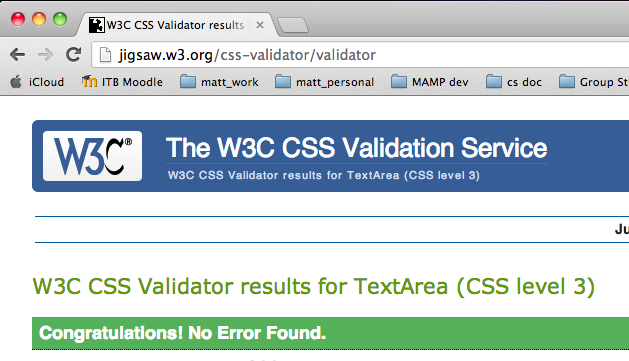 W3C CSS Validator results
jigsaw.w3.org/css-validator/validator
iCloud ITB Moodle matt_work matt_personal MAMP dev cs doc Group St
W3C® The W3C CSS Validation Service
W3C CSS Validator results for TextArea (CSS level 3)
Ju
W3C CSS Validator results for TextArea (CSS level 3)
Congratulations! No Error Found.